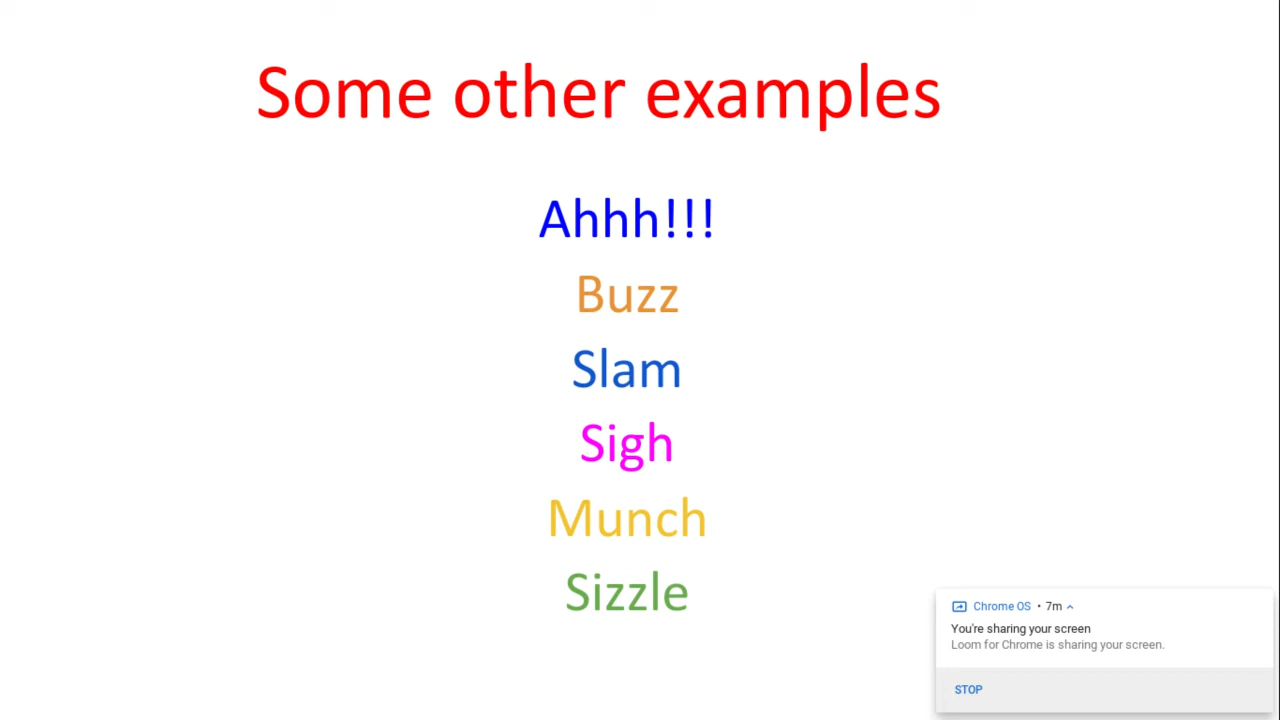 Some other examples
Ahhh!!!
Buzz
Slam
Sigh
Munch
Sizzle
Chrome OS • 7m
You're sharing your screen
Loom for Chrome is sharing your screen.
STOP